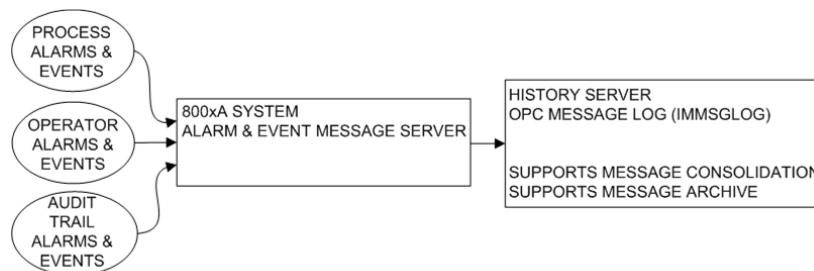 PROCESS
ALARMS &
EVENTS
OPERATOR
ALARMS &
EVENTS
AUDIT
TRAIL
ALARMS &
EVENTS
800xA SYSTEM
ALARM & EVENT MESSAGE SERVER
HISTORY SERVER
OPC MESSAGE LOG (IMMSGLOG)
SUPPORTS MESSAGE CONSOLIDATION
SUPPORTS MESSAGE ARCHIVE